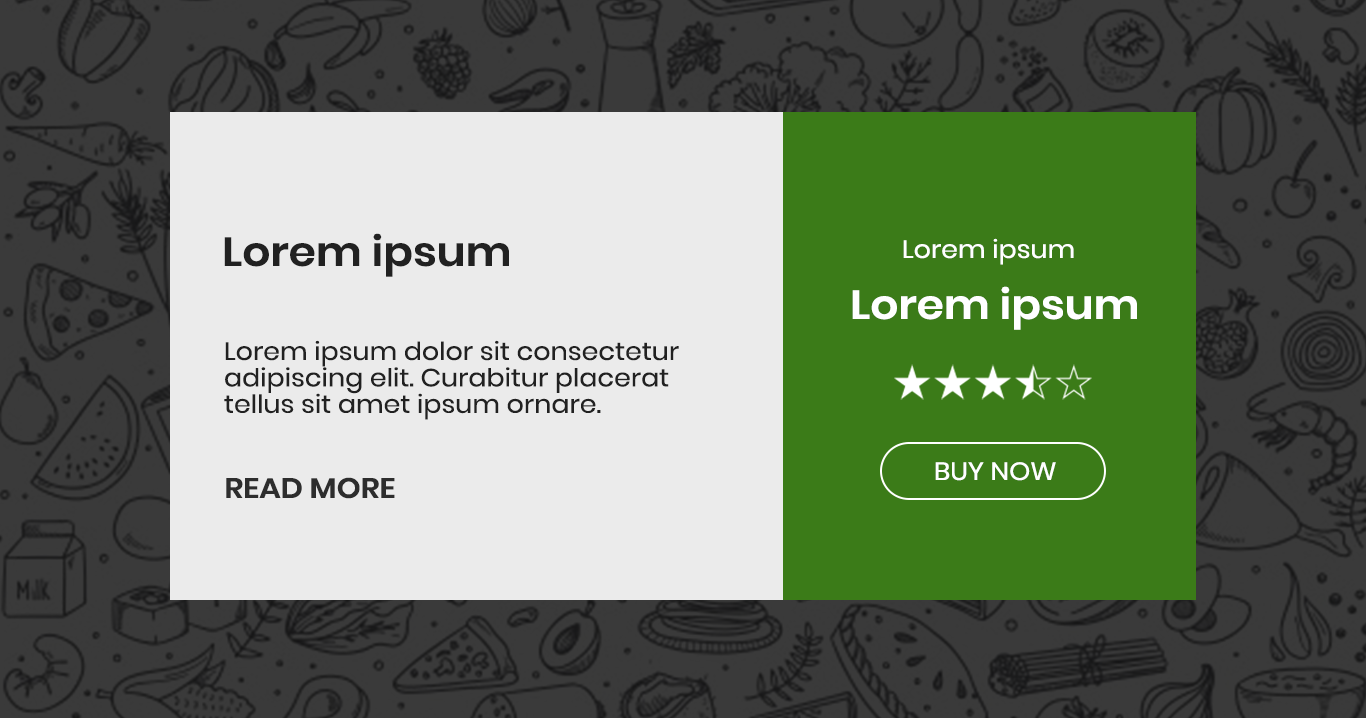 Lorem ipsum
Lorem ipsum dolor sit consectetur
adipiscing elit. Curabitur placerat
tellus sit amet ipsum ornare.
READ MORE
Lorem ipsum
Lorem ipsum
BUY NOW
Milk